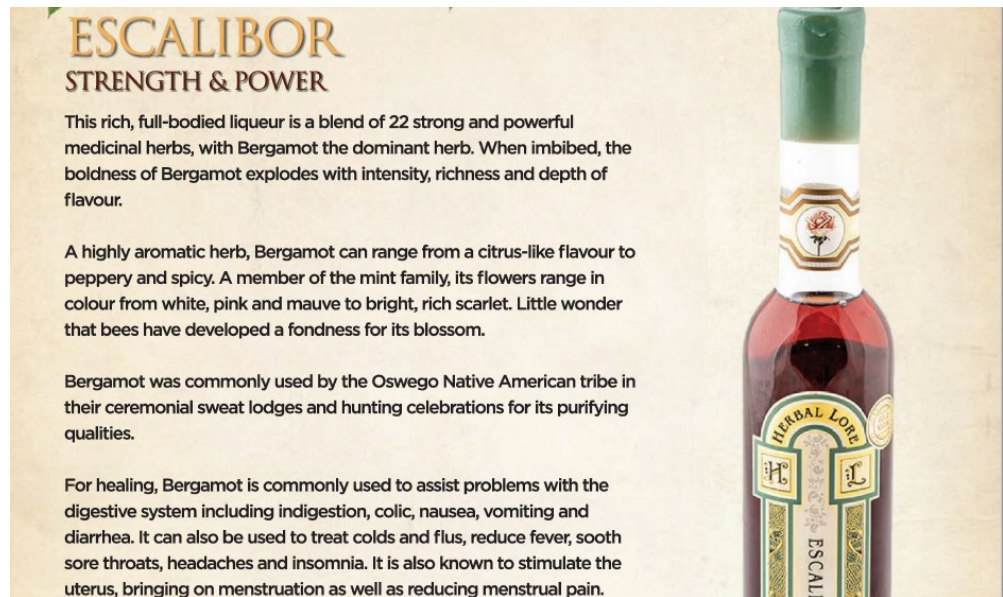 ESCALIBOR
STRENGTH & POWER
This rich, full-bodied liqueur is a blend of 22 strong and powerful
medicinal herbs, with Bergamot the dominant herb. When imbibed, the
boldness of Bergamot explodes with intensity, richness and depth of
flavour.
A highly aromatic herb, Bergamot can range from a citrus-like flavour to
peppery and spicy. A member of the mint family, its flowers range in
colour from white, pink and mauve to bright, rich scarlet. Little wonder
that bees have developed a fondness for its blossom.
Bergamot was commonly used by the Oswego Native American tribe in
their ceremonial sweat lodges and hunting celebrations for its purifying
qualities.
For healing, Bergamot is commonly used to assist problems with the
digestive system including indigestion, colic, nausea, vomiting and
diarrhea. It can also be used to treat colds and flus, reduce fever, sooth
sore throats, headaches and insomnia. It is also known to stimulate the
uterus, bringing on menstruation as well as reducing menstrual pain.
HERBAL LORE
H L
ESCALI